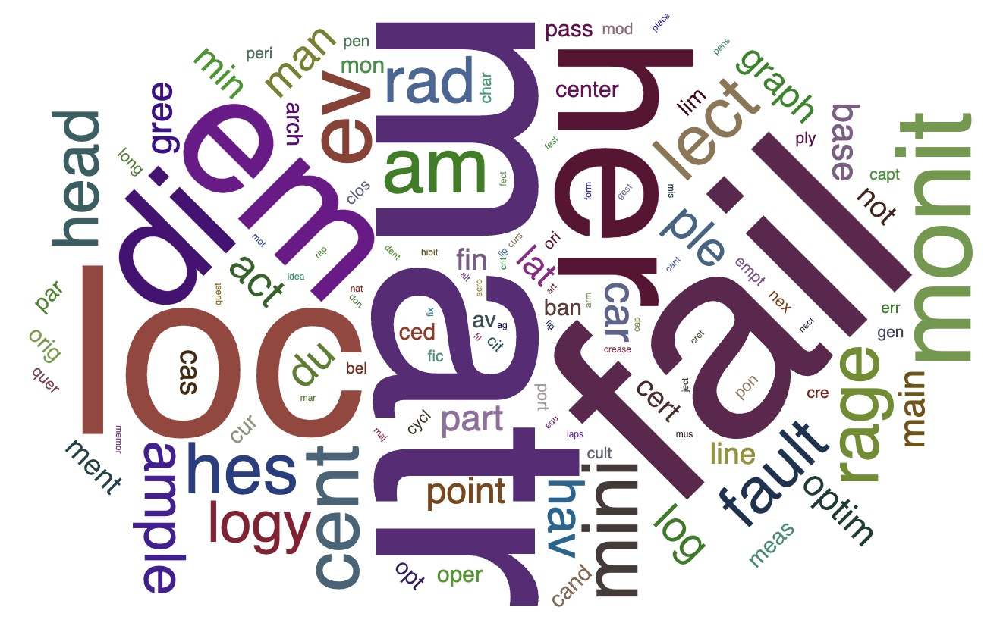 matr
fail
her
loc
di
em
monit
head
ev
rad
am
lect
ple
graph
base
rage
fault
mini
cent
ample
hes
logy
act
du
man
min
gree
arch
mon
pen
peri
long
clos
char
fect
pass
mod
place
pens
center
lim
ply
capt
not
form
gest
mis
fest
ori
curs
lig
crit
lat
art
fin
alt
acro
hibit
dent
rap
mot
idea
nat
don
quest
par
orig
quer
cas
bel
mar
cur
memor
ment
ced
fix
fic
av
ag
fil
cit
ban
fig
arm
car
cap
crease
cant
empt
nex
nect
err
gen
cret
pon
ject
cert
cre
main
optim
meas
line
mus
cult
laps
equ
port
part
cycl
maj
point
hav
log
cand
opt
oper